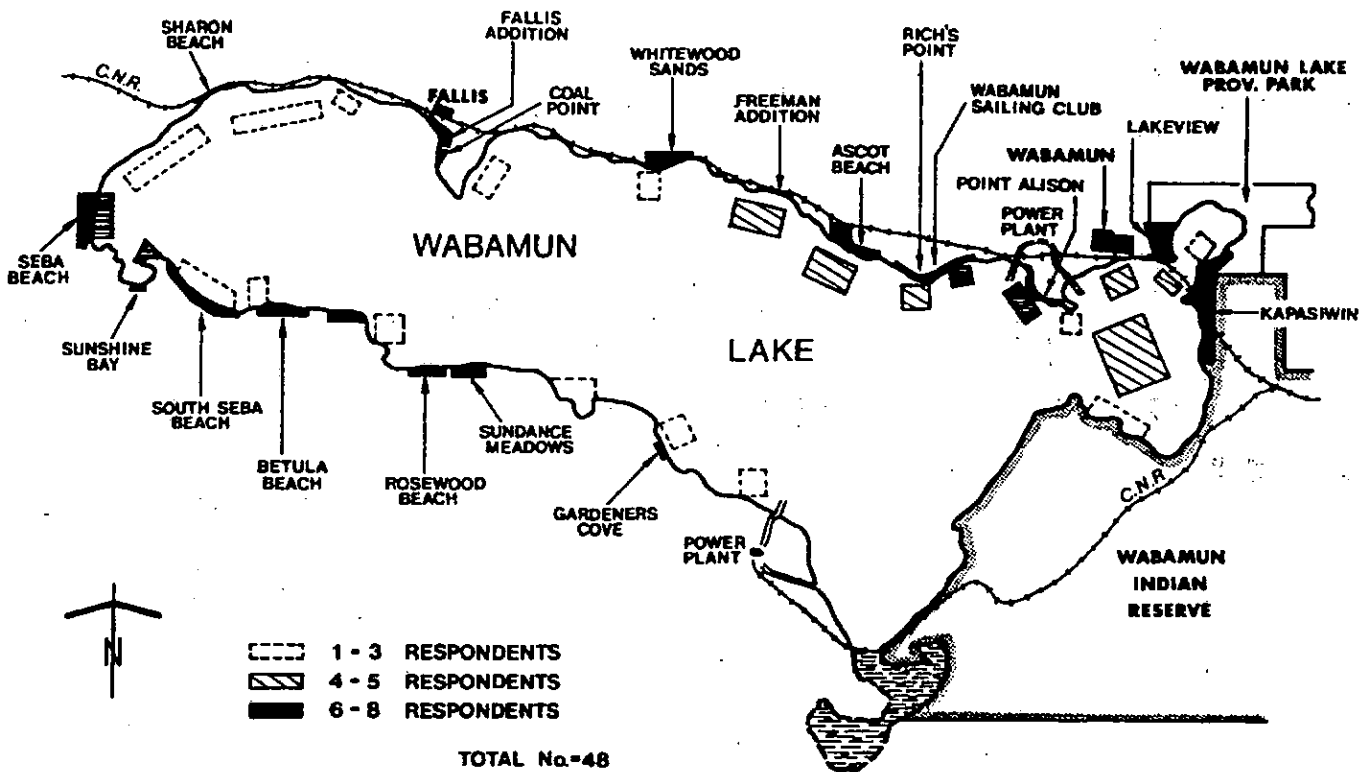 SHARON
BEACH
FALLIS
ADDITION
RICH'S
POINT
C.N.R.
WHITEWOOD
SANDS
WABAMUN LAKE
PROV. PARK
FALLIS
COAL
POINT
FREEMAN
ADDITION
WABAMUN
SAILING CLUB
LAKEVIEW
ASCOT
BEACH
WABAMUN
POINT ALISON
POWER
PLANT
WABAMUN
SEBA
BEACH
KAPASIWIN
SUNSHINE
BAY
LAKE
SOUTH SEBA
BEACH
SUNDANCE
MEADOWS
BETULA
BEACH
ROSEWOOD
BEACH
C.N.R.
GARDENERS
COVE
POWER
PLANT
WABAMUN
INDIAN
RESERVE
N
1 - 3 RESPONDENTS
4 - 5 RESPONDENTS
6 - 8 RESPONDENTS
TOTAL No.=48